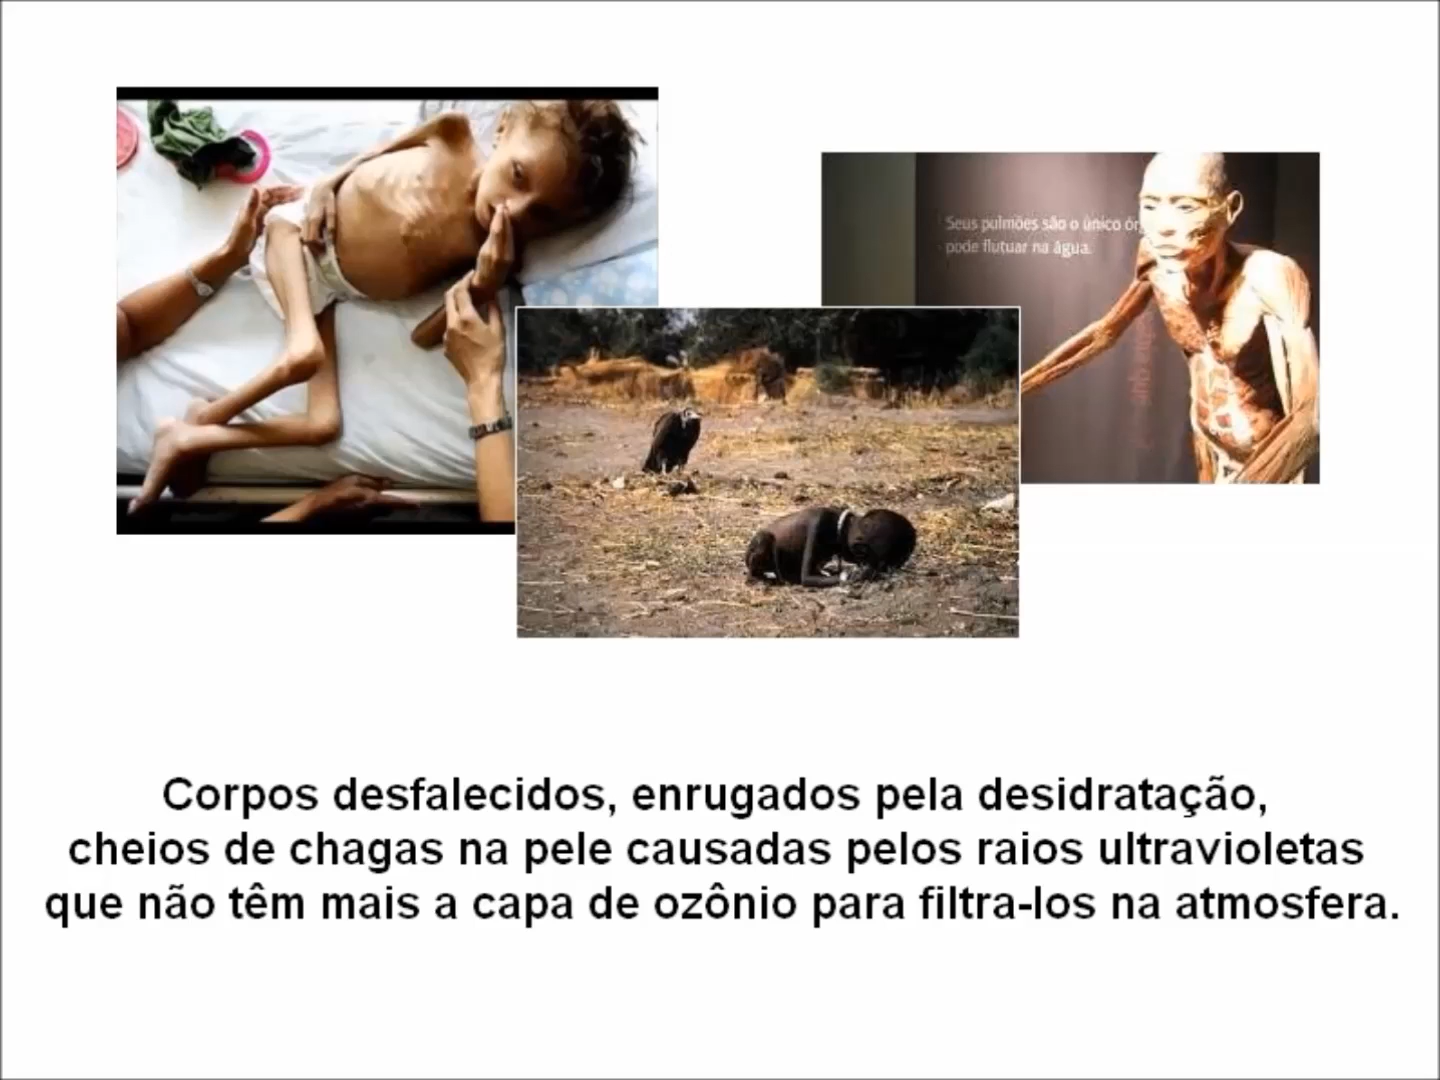 Seus pulmões são o único ór
pode flutuar na água.
Corpos desfalecidos, enrugados pela desidratação,
cheios de chagas na pele causadas pelos raios ultravioletas
que não têm mais a capa de ozônio para filtra-los na atmosfera.